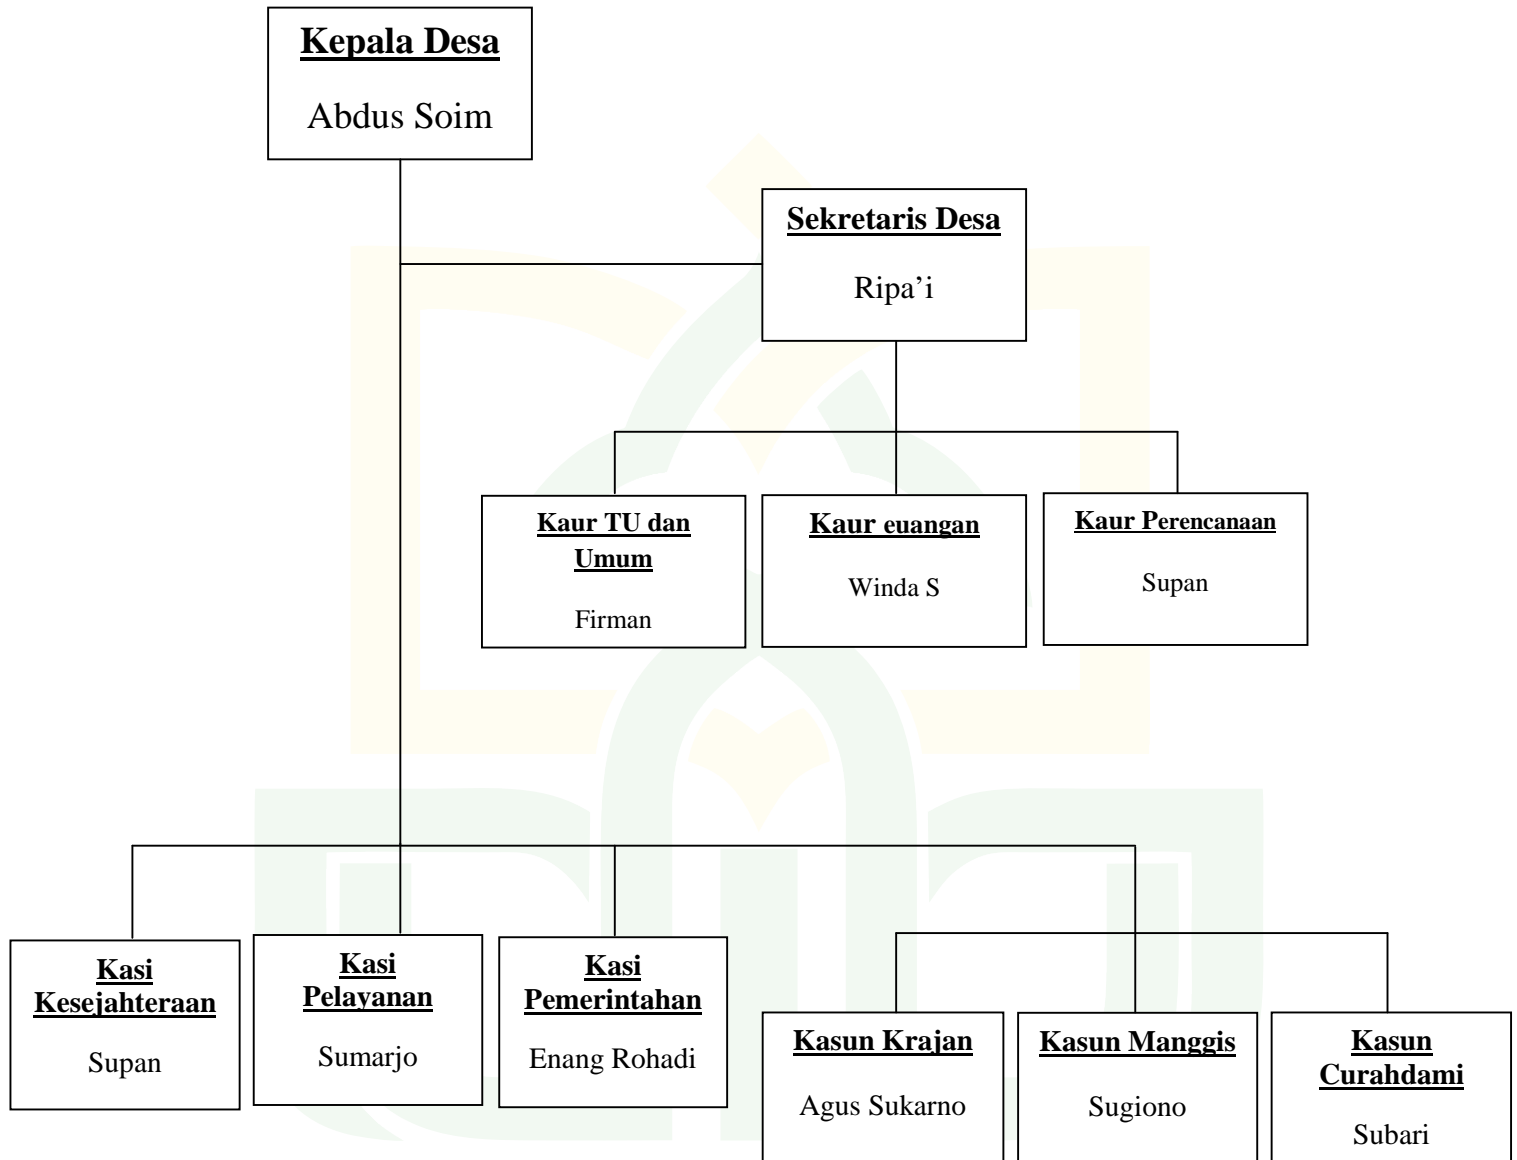 Kepala Desa
Abdus Soim
Sekretaris Desa
Ripa’i
Kaur TU dan
Umum
Firman
Kaur euangan
Winda S
Kaur Perencanaan
Supan
Kasi
Kesejahteraan
Supan
Kasi
Pelayanan
Sumarjo
Kasi
Pemerintahan
Enang Rohadi
Kasun Krajan
Agus Sukarno
Kasun Manggis
Sugiono
Kasun
Curahdami
Subari